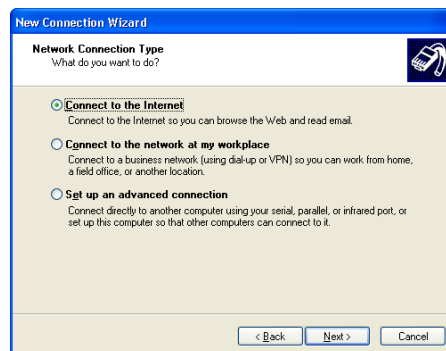 New Connection Wizard
Network Connection Type
What do you want to do?
Connect to the Internet
Connect to the Internet so you can browse the Web and read email.
Connect to the network at my workplace
Connect to a business network (using dial-up or VPN) so you can work from home,
a field office, or another location.
Set up an advanced connection
Connect directly to another computer using your serial, parallel, or infrared port, or
set up this computer so that other computers can connect to it.
< Back Next > Cancel